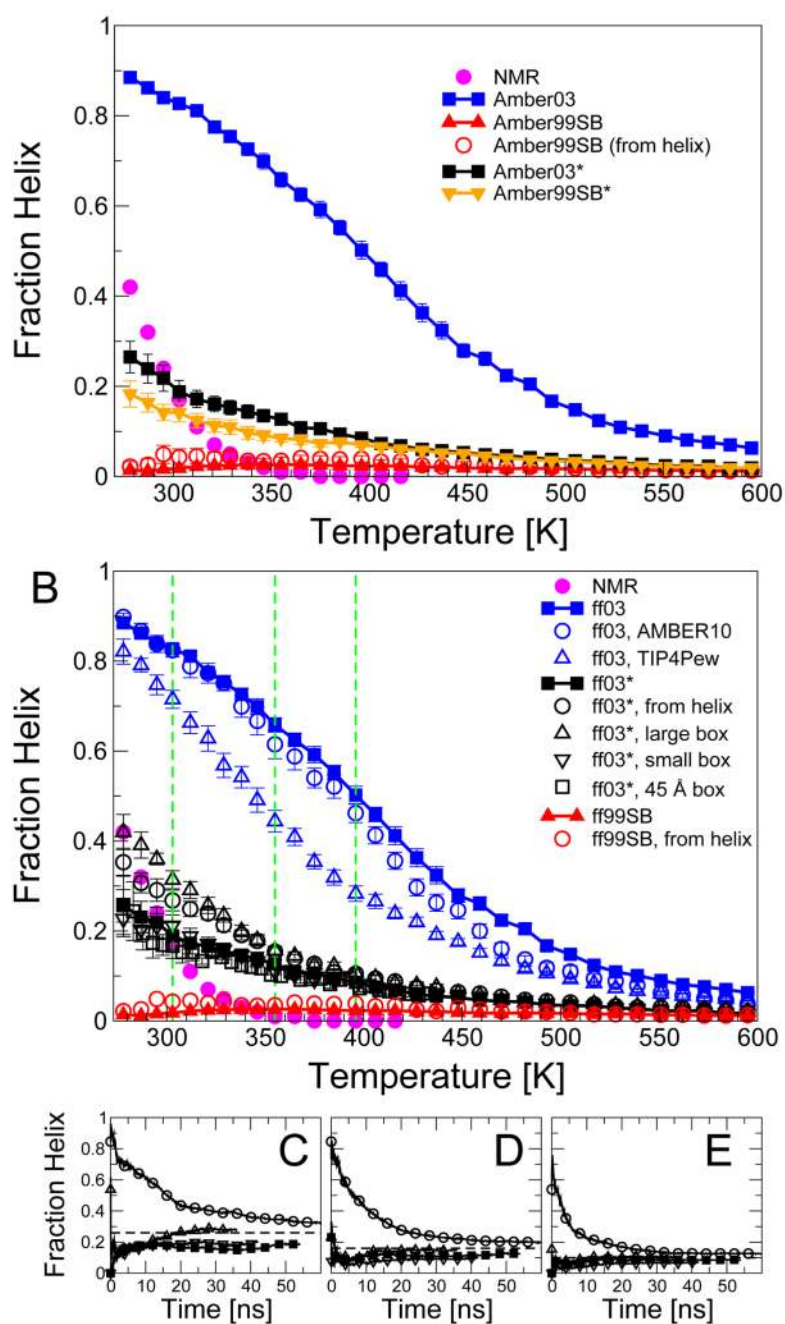 1
0.8
0.6
0.4
0.2
0
Fraction Helix
NMR
Amber03
Amber99SB
Amber99SB (from helix)
Amber03*
Amber99SB*
300 350 400 450 500 550 600
Temperature [K]
B
1
0.8
0.6
0.4
0.2
0
Fraction Helix
NMR
ff03
ff03, AMBER10
ff03, TIP4Pew
ff03*
ff03*, from helix
ff03*, large box
ff03*, small box
ff03*, 45 Å box
ff99SB
ff99SB, from helix
300 350 400 450 500 550 600
Temperature [K]
Fraction Helix
1
0.8
0.6
0.4
0.2
0
C
D
E
0 10 20 30 40 50
0 10 20 30 40 50
0 10 20 30 40 50
Time [ns]
Time [ns]
Time [ns]